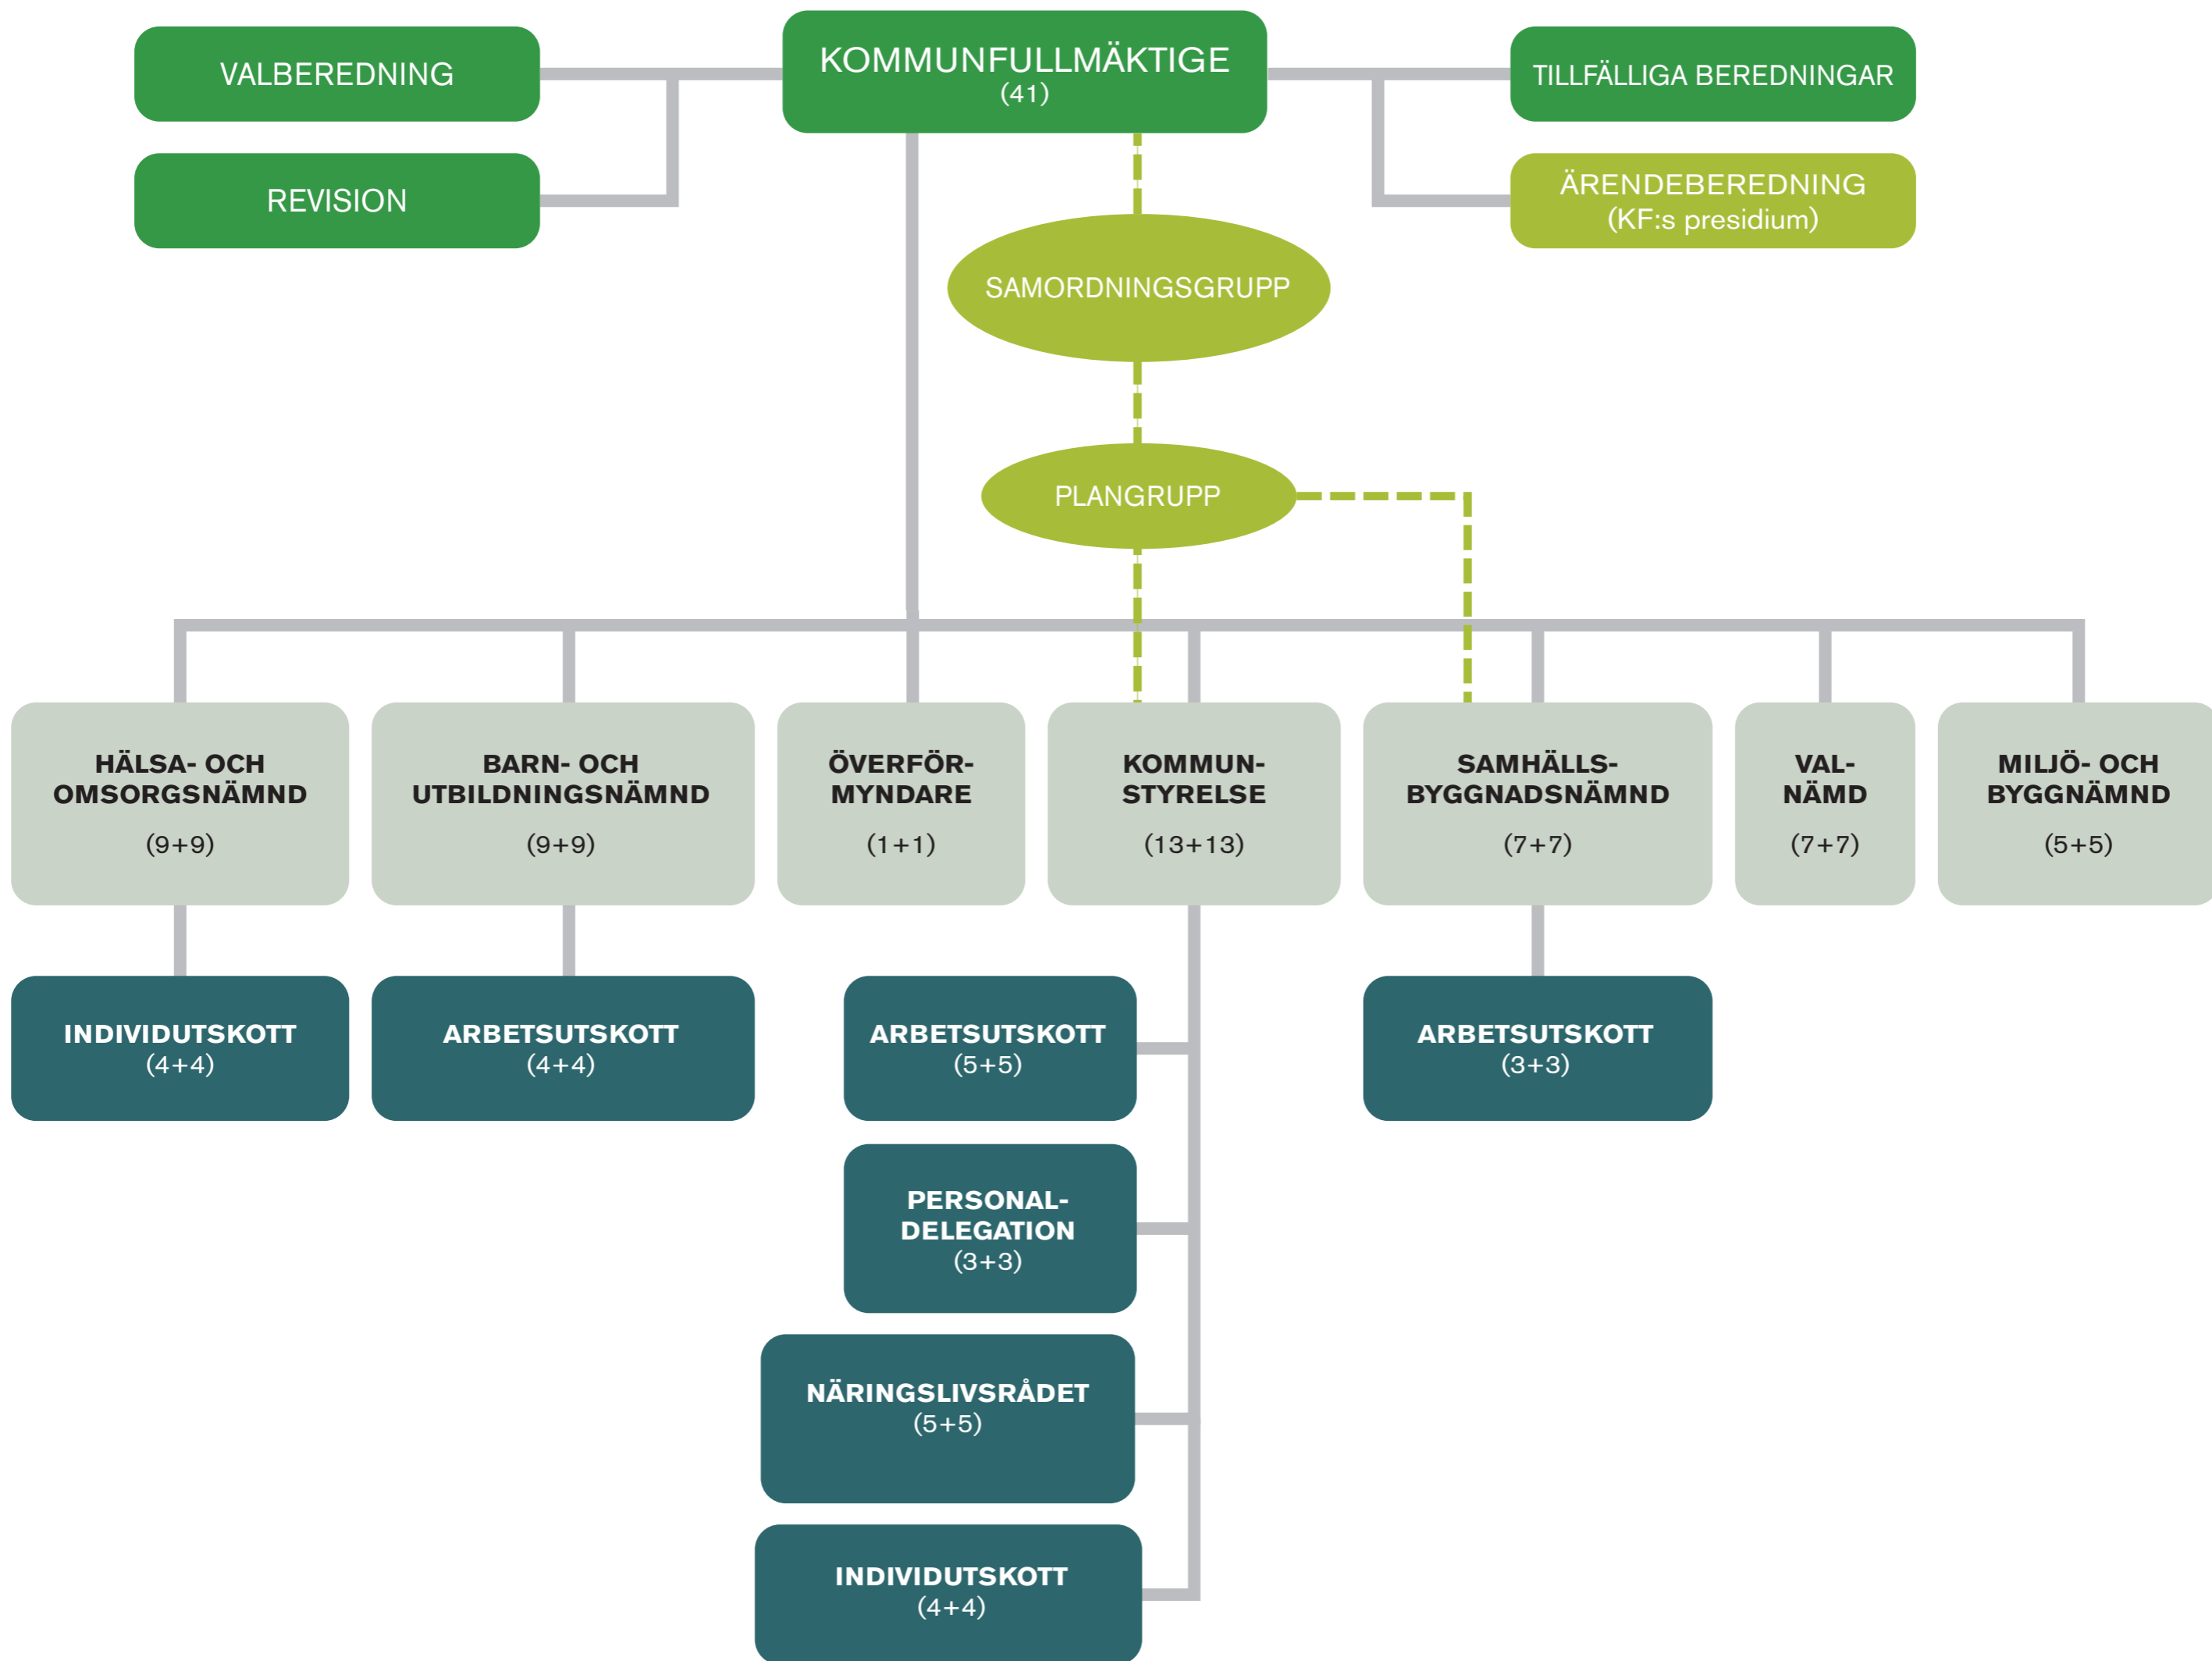 VALBEREDNING
KOMMUNFULLMÄKTIGE
(41)
TILLFÄLLIGA BEREDNINGAR
REVISION
ÄRENDEBEREDNING
(KF:s presidium)
SAMORDNINGSGRUPP
PLANGRUPP
HÄLSA- OCH
OMSORGSNÄMND
(9+9)
BARN- OCH
UTBILDNINGSNÄMND
(9+9)
ÖVERFÖR-
MYNDARE
(1+1)
KOMMUN-
STYRELSE
(13+13)
SAMHÄLLS-
BYGGNADSNÄMND
(7+7)
VAL-
NÄMD
(7+7)
MILJÖ- OCH
BYGGNÄMND
(5+5)
INDIVIDUTSKOTT
(4+4)
ARBETSUTSKOTT
(4+4)
ARBETSUTSKOTT
(5+5)
ARBETSUTSKOTT
(3+3)
PERSONAL-
DELEGATION
(3+3)
NÄRINGSLIVSRÅDET
(5+5)
INDIVIDUTSKOTT
(4+4)